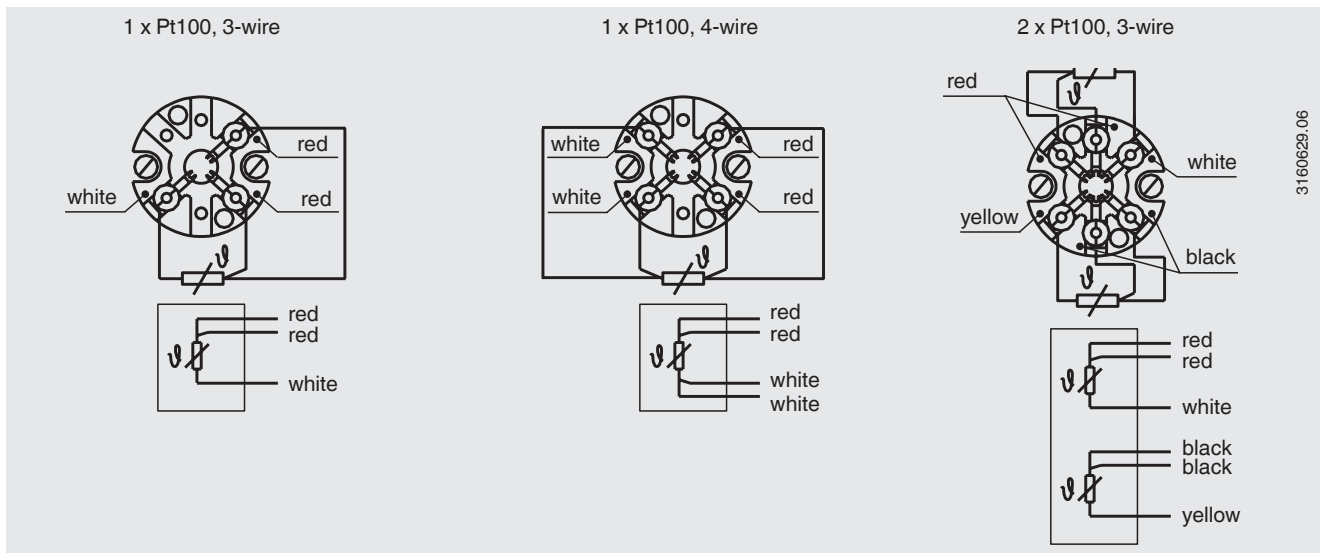 1 x Pt100, 3-wire
red
white
red
ϑ
red
red
ϑ
white
1 x Pt100, 4-wire
white
red
white
red
ϑ
red
red
ϑ
white
white
2 x Pt100, 3-wire
red
ϑ
white
yellow
black
ϑ
red
red
ϑ
white
black
black
ϑ
yellow
3160629.06